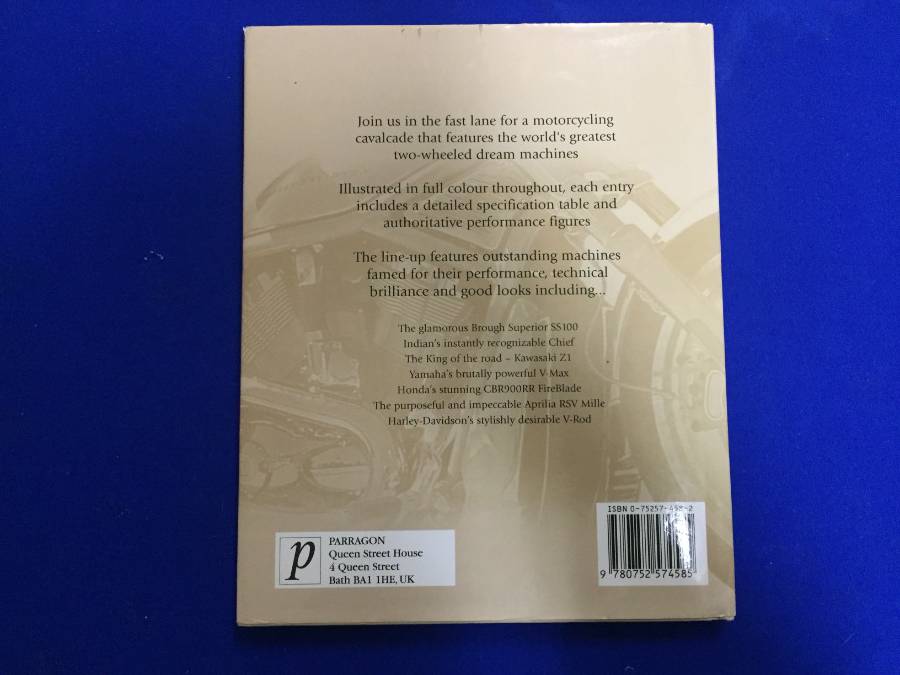 Join us in the fast lane for a motorcycling
cavalcade that features the world's greatest
two-wheeled dream machines
Illustrated in full colour throughout, each entry
includes a detailed specification table and
authoritative performance figures
The line-up features outstanding machines
famed for their performance, technical
brilliance and good looks including...
The glamorous Brough Superior SS100
Indian's instantly recognizable Chief
The King of the road – Kawasaki Z1
Yamaha's brutally powerful V-Max
Honda's stunning CBR900RR FireBlade
The purposeful and impeccable Aprilia RSV Mille
Harley-Davidson's stylishly desirable V-Rod
p
PARRAGON
Queen Street House
4 Queen Street
Bath BA1 1HE, UK
ISBN 0-75257-458-2
9 780752 574585